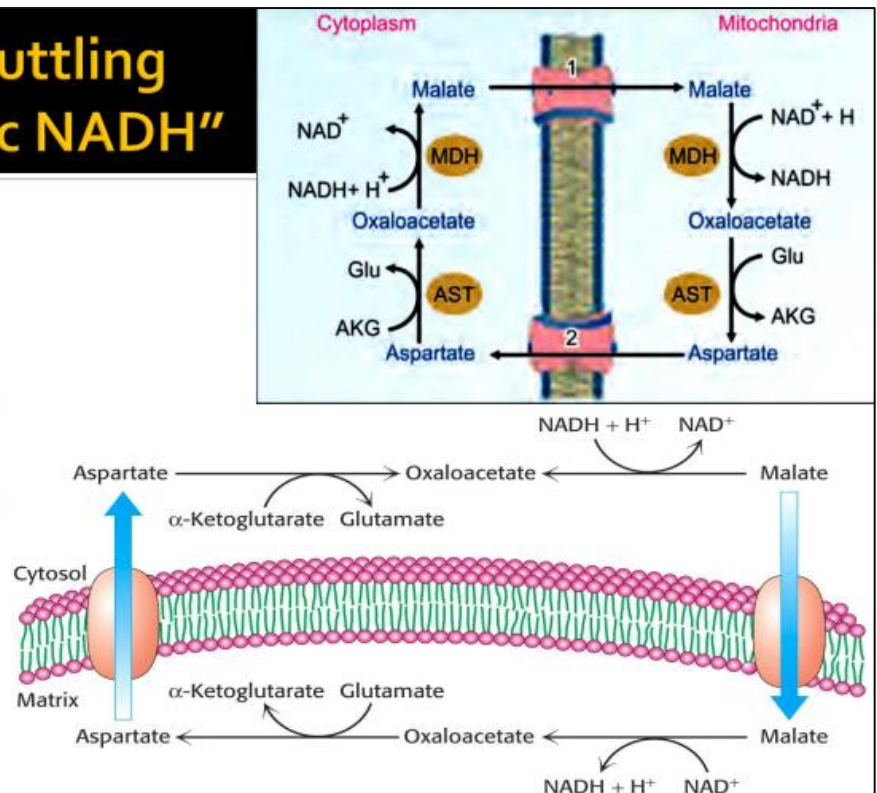 uttling
c NADH"
Cytoplasm Mitochondria
1
Malate Malate
NAD+ NAD+ + H
MDH MDH
NADH+ H+ NADH
Oxaloacetate Oxaloacetate
Glu Glu
AST AST
AKG AKG
2
Aspartate Aspartate
NADH + H+ NAD+
Aspartate Oxaloacetate Malate
α-Ketoglutarate Glutamate
Cytosol
Matrix
α-Ketoglutarate Glutamate
Aspartate Oxaloacetate Malate
NADH + H+ NAD+